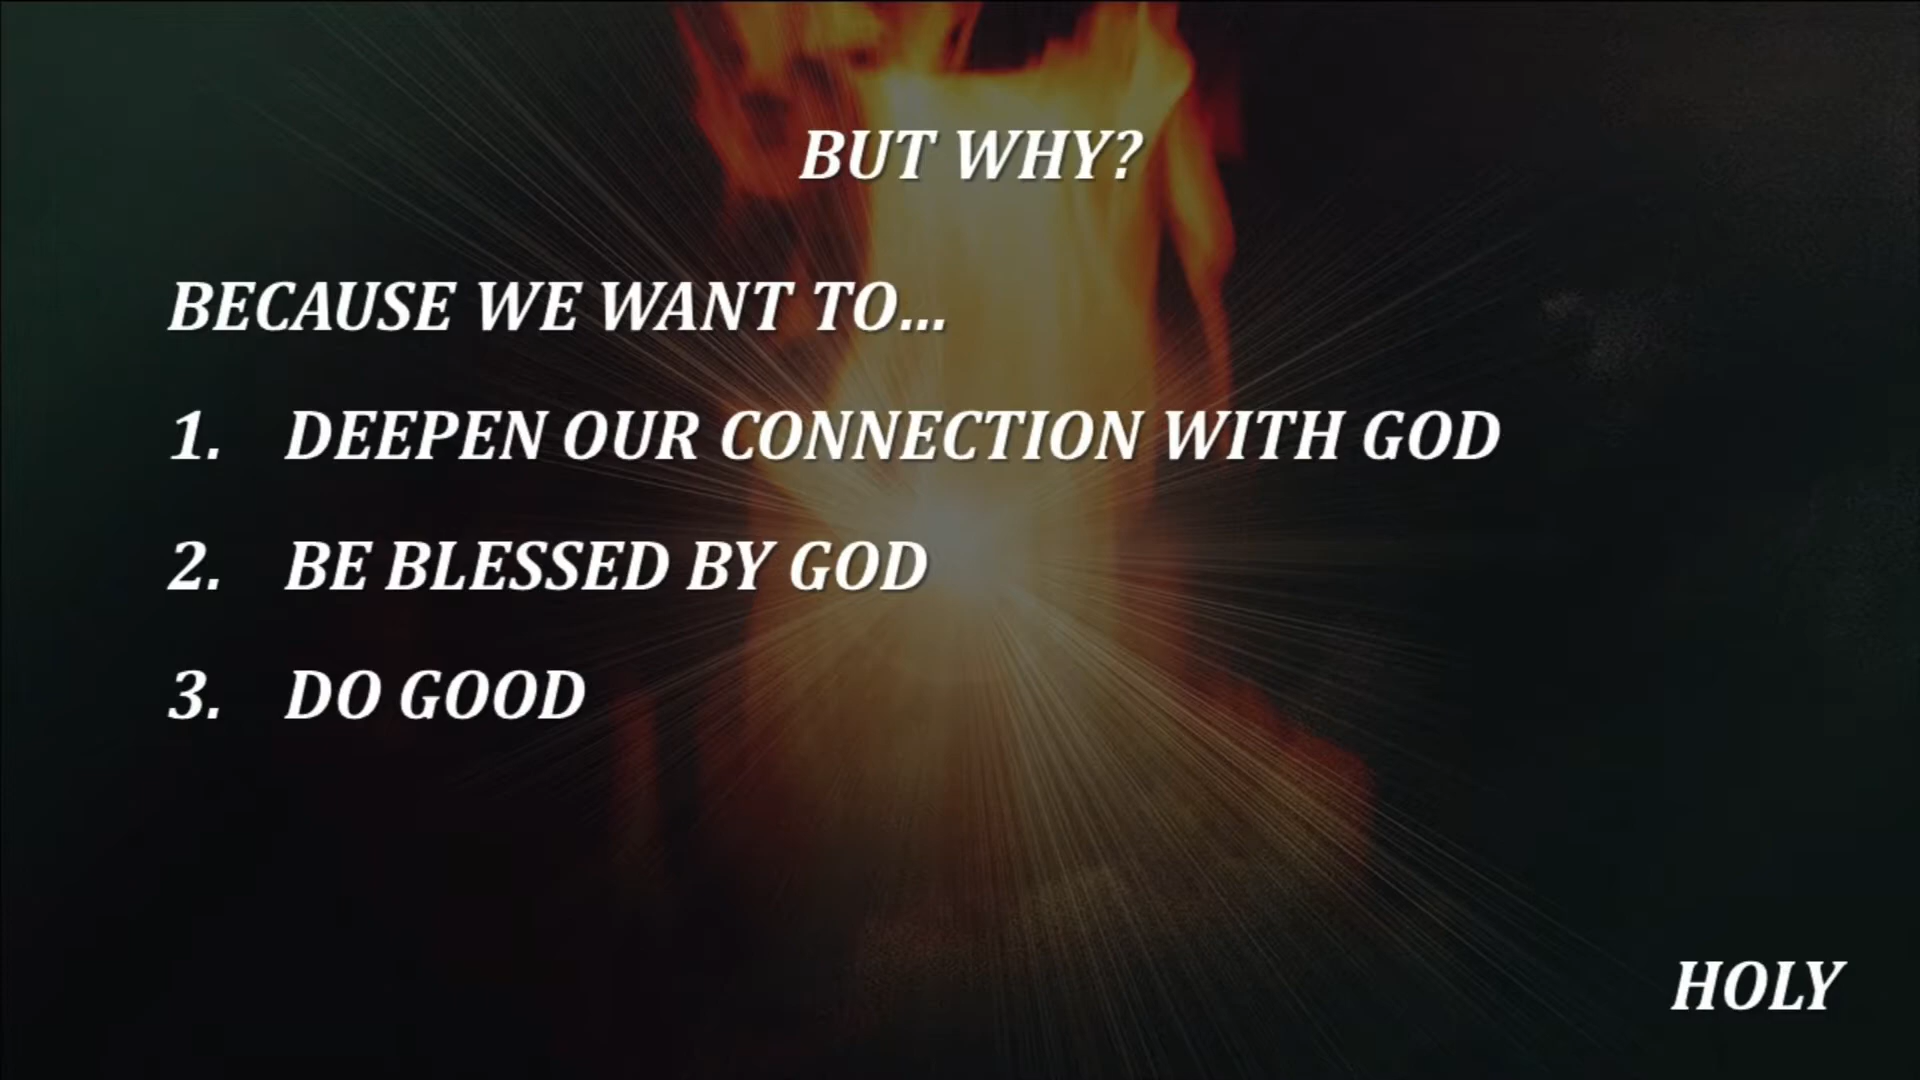 BUT WHY?
BECAUSE WE WANT TO...
1. DEEPEN OUR CONNECTION WITH GOD
2. BE BLESSED BY GOD
3. DO GOOD
HOLY